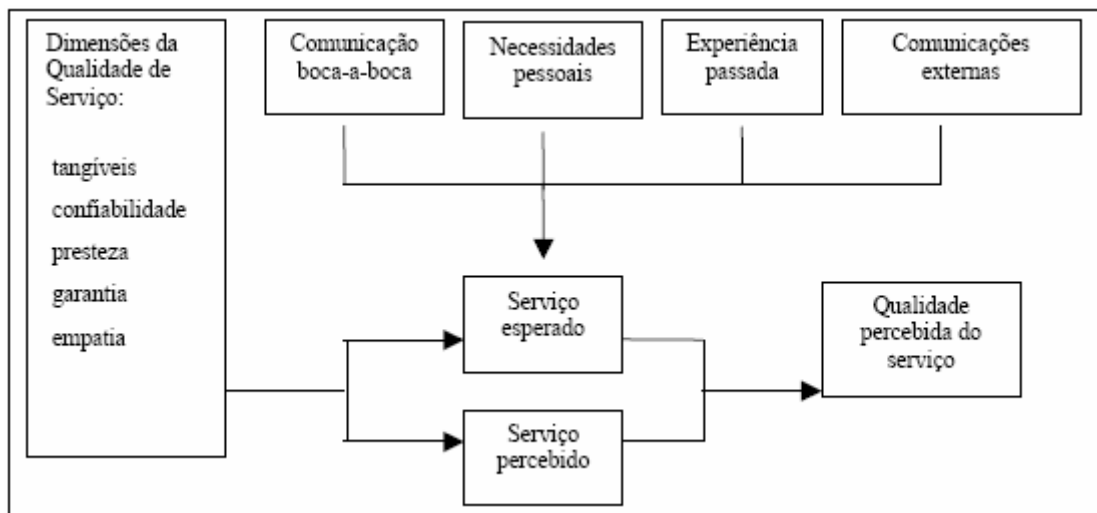 Dimensões da
Qualidade de
Serviço:
tangíveis
confiabilidade
presteza
garantia
empatia
Comunicação
boca-a-boca
Necessidades
pessoais
Experiência
passada
Comunicações
externas
Serviço
esperado
Serviço
percebido
Qualidade
percebida do
serviço